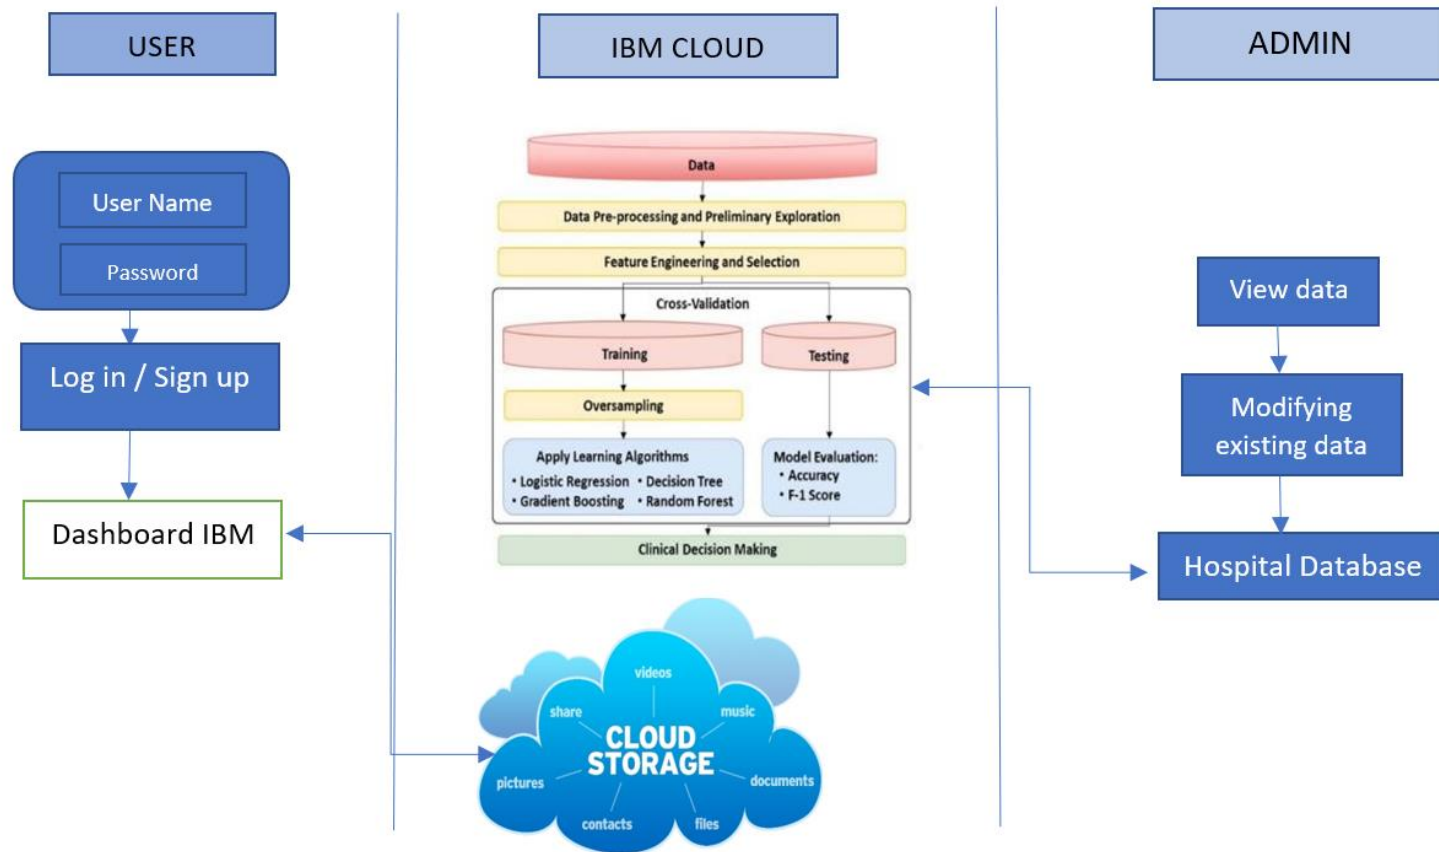 USER
IBM CLOUD
ADMIN
User Name
Password
Log in / Sign up
Dashboard IBM
Data
Data Pre-processing and Preliminary Exploration
Feature Engineering and Selection
Cross-Validation
Training
Testing
Oversampling
Apply Learning Algorithms
• Logistic Regression • Decision Tree
• Gradient Boosting • Random Forest
Model Evaluation:
• Accuracy
• F-1 Score
Clinical Decision Making
videos
share
music
CLOUD
STORAGE
pictures
documents
contacts
files
View data
Modifying
existing data
Hospital Database